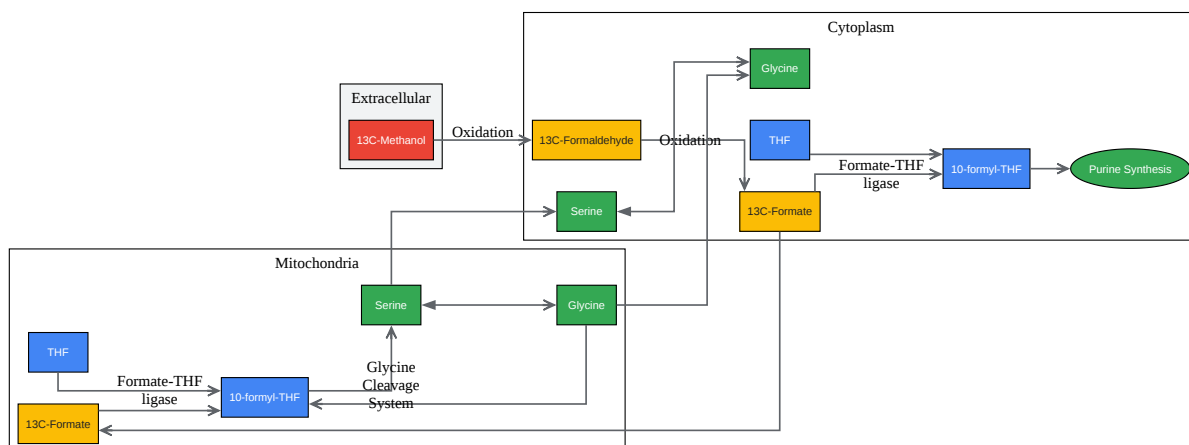 Cytoplasm
Glycine
Extracellular
13C-Methanol
Oxidation
13C-Formaldehyde
Oxidation
THF
Formate-THF
ligase
10-formyl-THF
Purine Synthesis
Serine
13C-Formate
Mitochondria
Serine
Glycine
THF
Formate-THF
ligase
10-formyl-THF
Glycine
Cleavage
System
13C-Formate